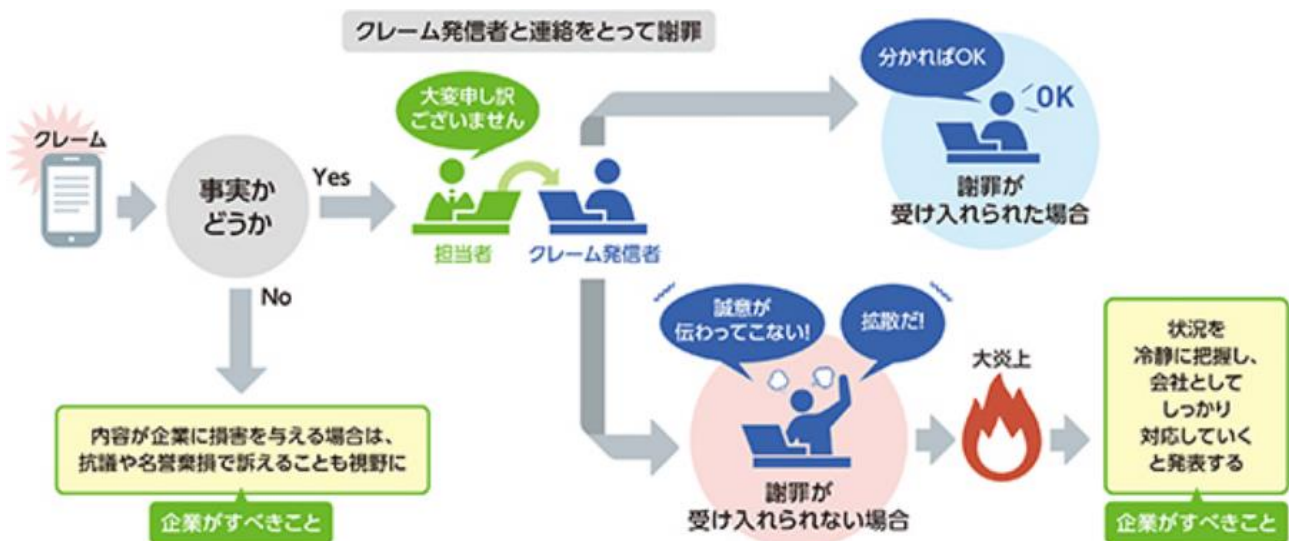 クレーム発信者と連絡をとって謝罪
クレーム
事実か
どうか
Yes
No
大変申し訳
ございません
担当者
クレーム発信者
分かればOK
OK
謝罪が
受け入れられた場合
誠意が
伝わってこない!
拡散だ!
謝罪が
受け入れられない場合
大炎上
状況を
冷静に把握し、
会社として
しっかり
対応していく
と発表する
企業がすべきこと
内容が企業に損害を与える場合は、
抗議や名誉棄損で訴えることも視野に
企業がすべきこと